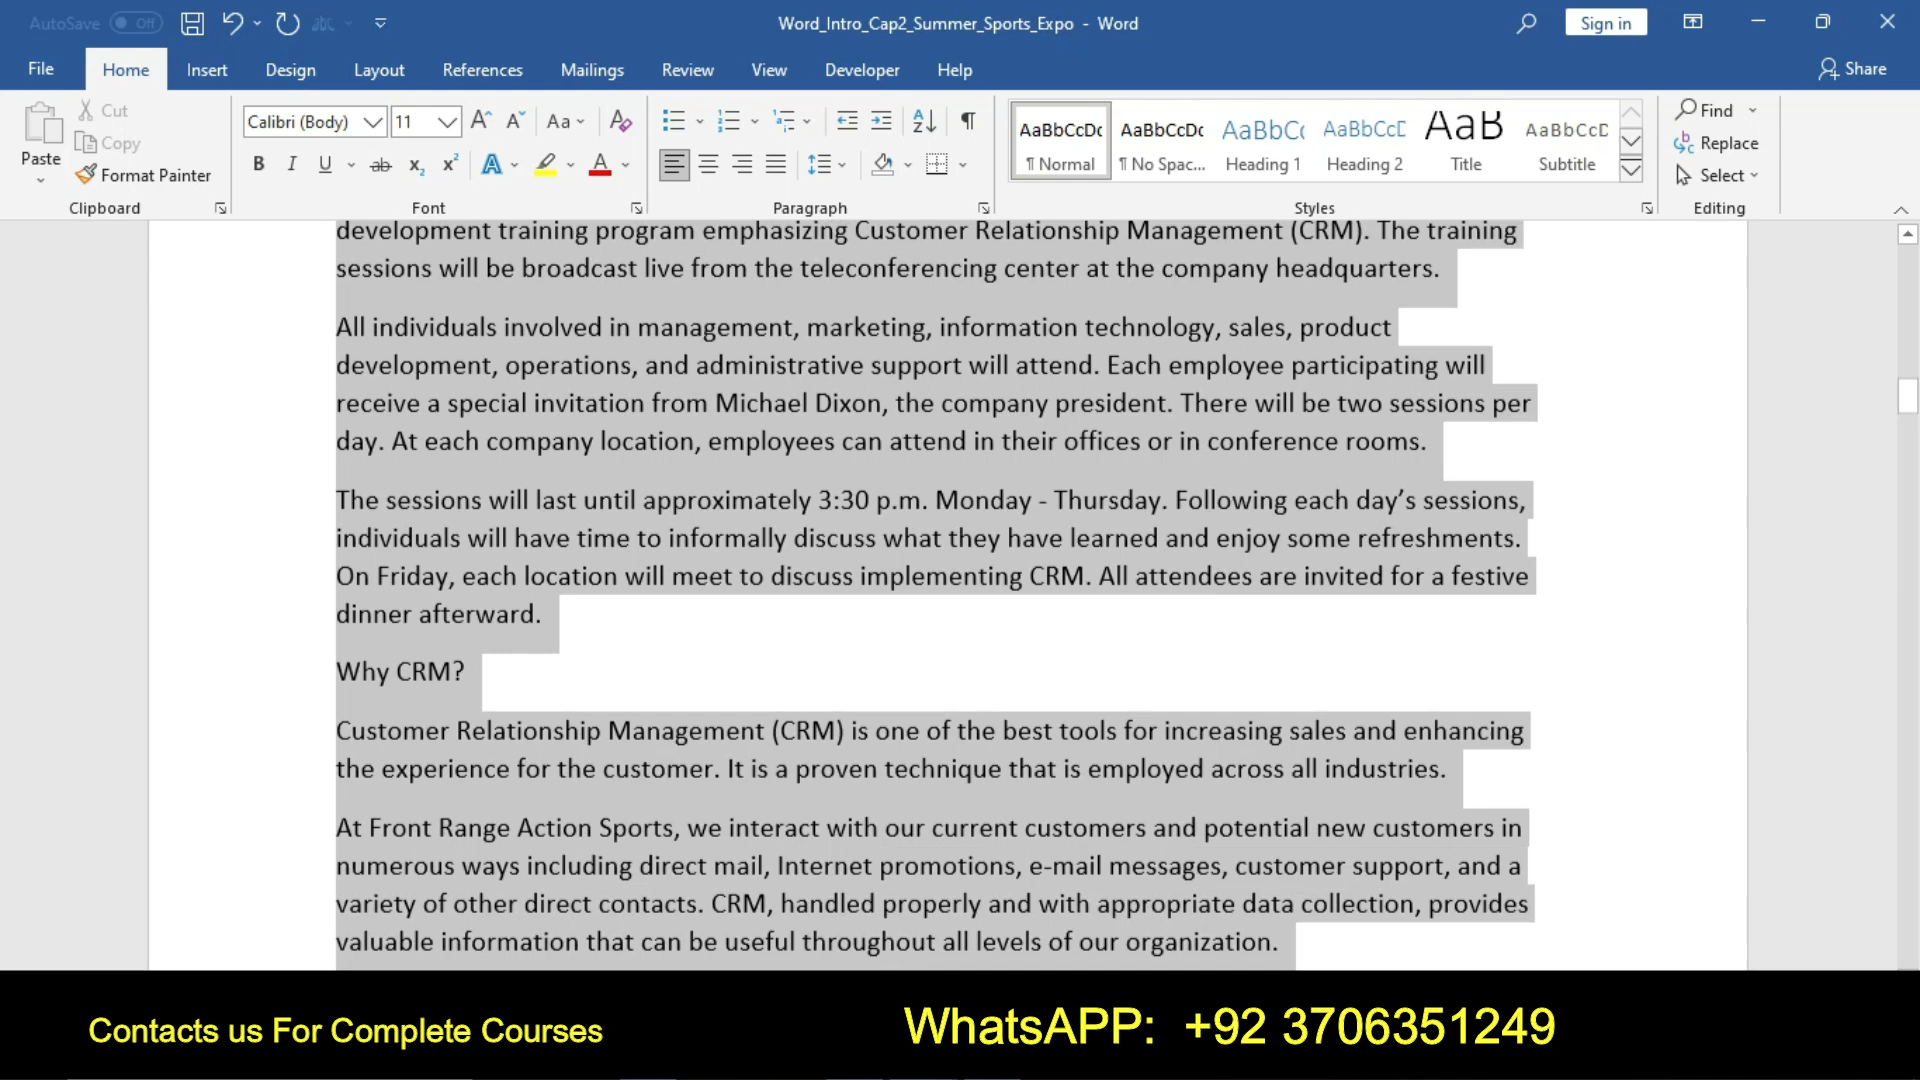 AutoSave Off
Word_Intro_Cap2_Summer_Sports_Expo - Word
Sign in
File Home Insert Design Layout References Mailings Review View Developer Help
Share
Paste
Cut
Copy
Format Painter
Clipboard
Calibri (Body) 11
Font
Paragraph
AaBbCcDc AaBbCcDc AaBbC AaBbCcD AaB AaBbCcD
¶ Normal ¶ No Spac... Heading 1 Heading 2 Title Subtitle
Styles
Find
Replace
Select
Editing
development training program emphasizing Customer Relationship Management (CRM). The training
sessions will be broadcast live from the teleconferencing center at the company headquarters.
All individuals involved in management, marketing, information technology, sales, product
development, operations, and administrative support will attend. Each employee participating will
receive a special invitation from Michael Dixon, the company president. There will be two sessions per
day. At each company location, employees can attend in their offices or in conference rooms.
The sessions will last until approximately 3:30 p.m. Monday - Thursday. Following each day’s sessions,
individuals will have time to informally discuss what they have learned and enjoy some refreshments.
On Friday, each location will meet to discuss implementing CRM. All attendees are invited for a festive
dinner afterward.
Why CRM?
Customer Relationship Management (CRM) is one of the best tools for increasing sales and enhancing
the experience for the customer. It is a proven technique that is employed across all industries.
At Front Range Action Sports, we interact with our current customers and potential new customers in
numerous ways including direct mail, Internet promotions, e-mail messages, customer support, and a
variety of other direct contacts. CRM, handled properly and with appropriate data collection, provides
valuable information that can be useful throughout all levels of our organization.
Contacts us For Complete Courses
WhatsAPP: +92 3706351249